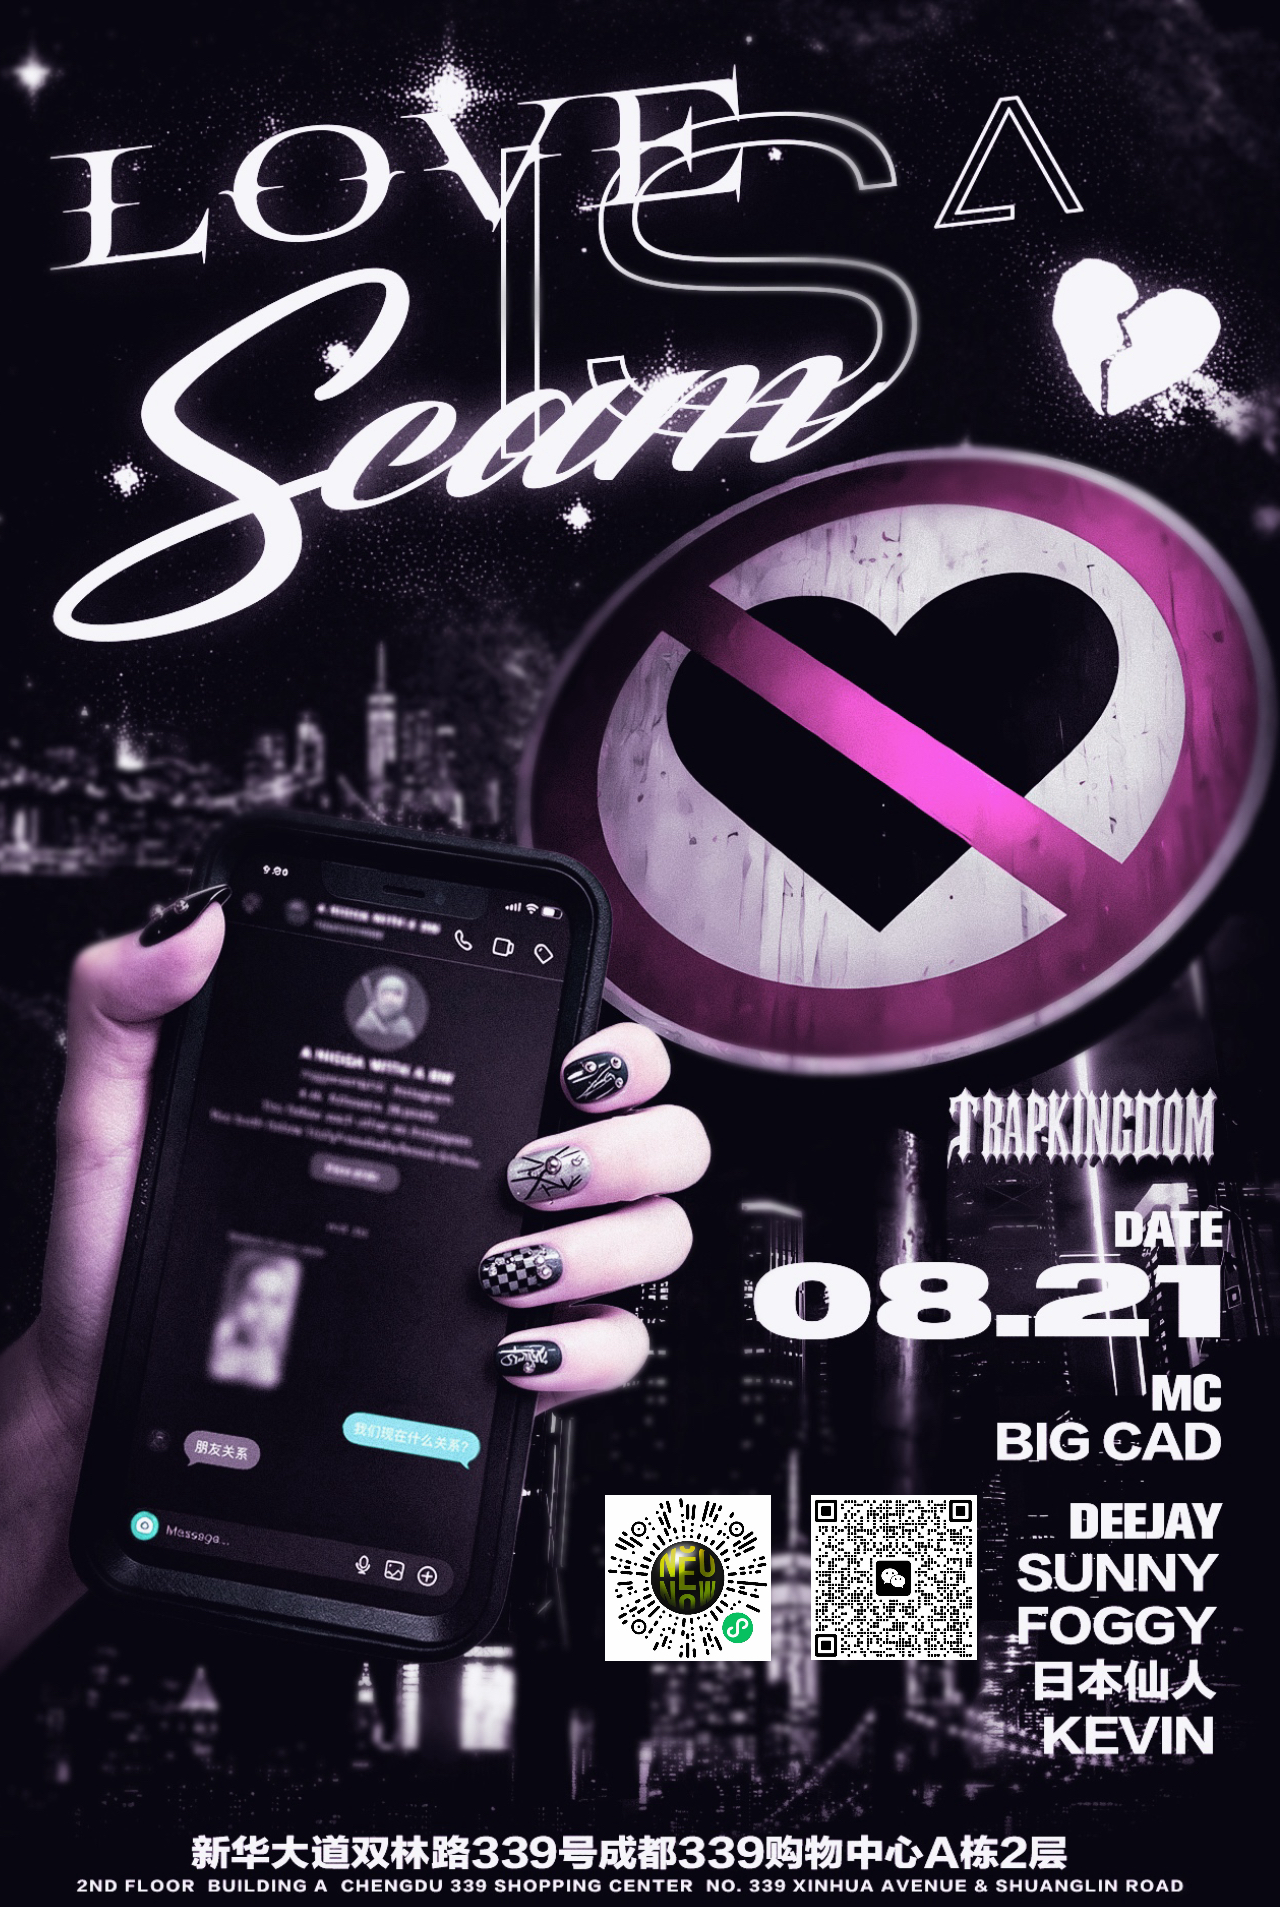 LOVE IS A
Scam
TRAPKINGDOM
DATE
08.21
MC
BIG CAD
DEEJAY
SUNNY
FOGGY
日本仙人
KEVIN
我们现在什么关系?
朋友关系
Message...
NĔU
NĔU
NOW
新华大道双林路339号成都339购物中心A栋2层
2ND FLOOR BUILDING A CHENGDU 339 SHOPPING CENTER NO. 339 XINHUA AVENUE & SHUANGLIN ROAD